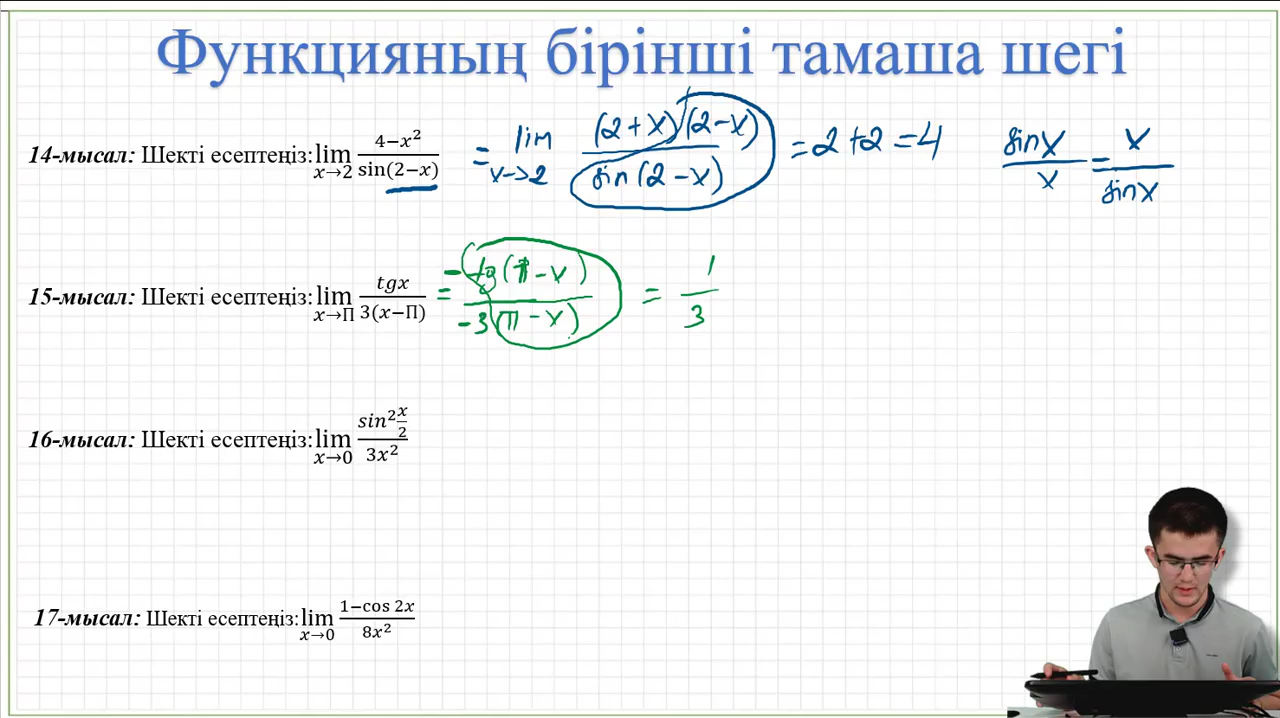 Функцияның бірінші тамаша шегі
14-мысал: Шекті есептеңіз: lim x→2 4−x² / sin(2−x) = lim x→2 (2+x)(2−x) / sin(2−x) = 2+2 = 4 sinx / x = x / sinx
15-мысал: Шекті есептеңіз: lim x→П tgx / 3(x−П) = −tg(π−x) / −3(π−x) = 1 / 3
16-мысал: Шекті есептеңіз: lim x→0 sin² x/2 / 3x²
17-мысал: Шекті есептеңіз: lim x→0 1−cos 2x / 8x²